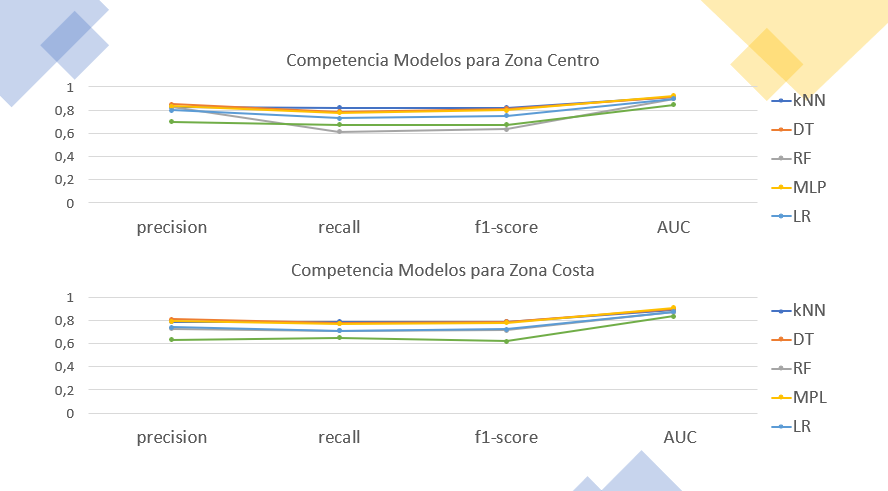 Competencia Modelos para Zona Centro
1
0,8
0,6
0,4
0,2
0
precision recall f1-score AUC
kNN
DT
RF
MLP
LR
Competencia Modelos para Zona Costa
1
0,8
0,6
0,4
0,2
0
precision recall f1-score AUC
kNN
DT
RF
MPL
LR